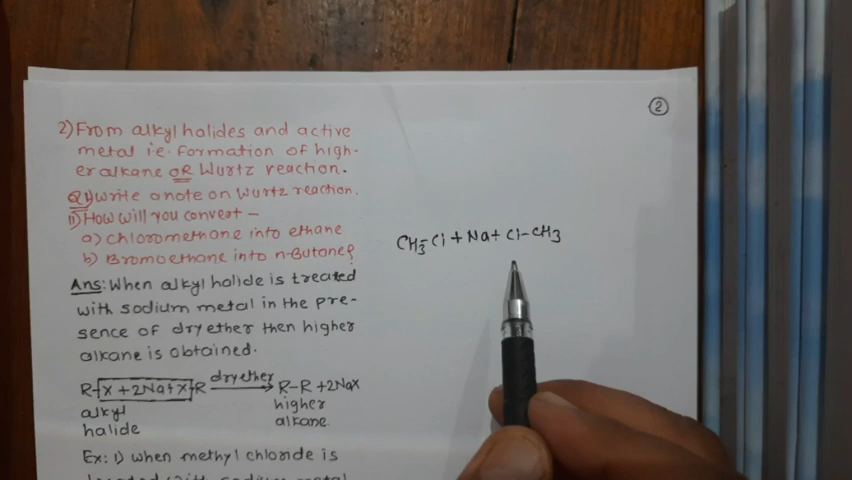 2
2) From alkyl holides and active
metal i.e. formation of high-
er alkane OR Wurtz reaction.
Q1) Write a note on Wurtz reaction.
11) How will you convert -
a) chloromethane into ethane
b) Bromoethane into n-Butane?
CH3-Cl + Na + Cl-CH3
Ans: When alkyl halide is treated
with sodium metal in the pre-
sence of dry ether then higher
alkane is obtained.
R-X + 2Na + X-R dry ether → R-R + 2NaX
alkyl halide higher alkane.
Ex: 1) when methyl chloride is